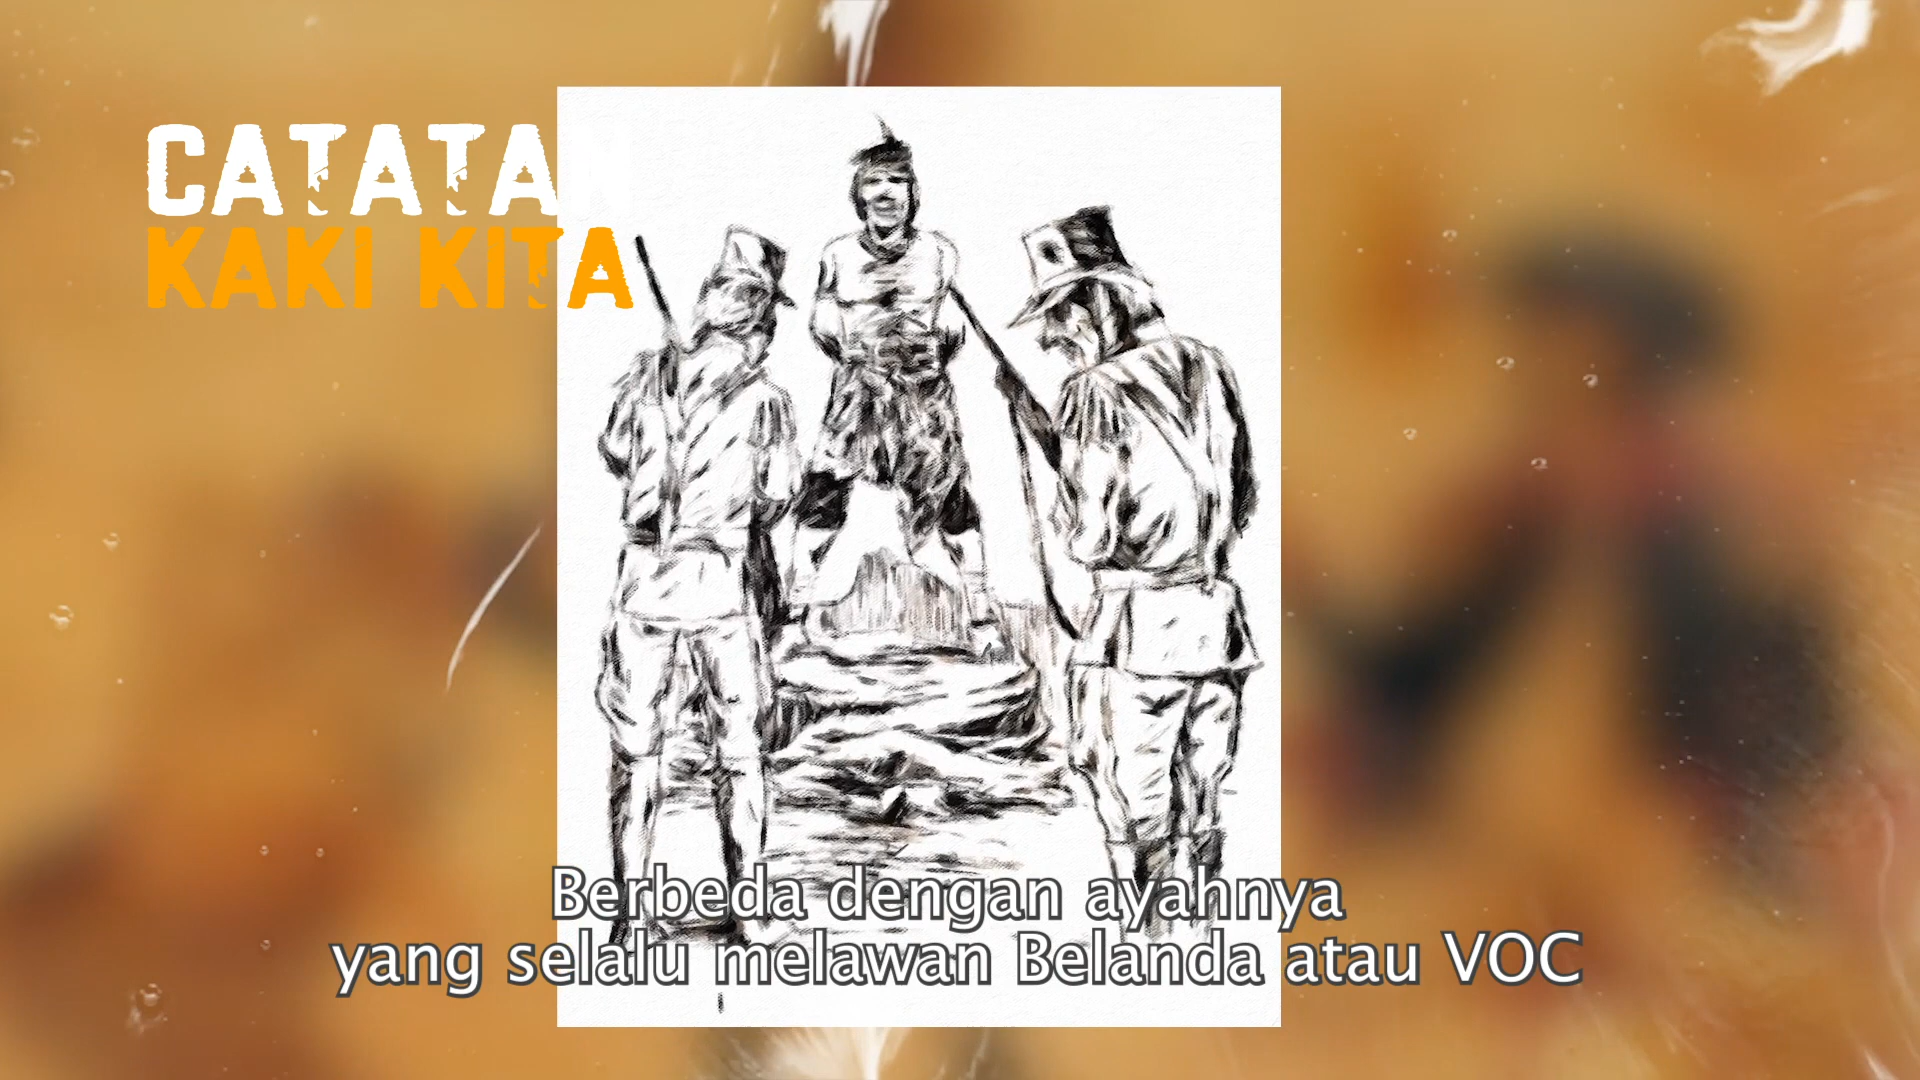 CATATAN
KAKI KITA
Berbeda dengan ayahnya
yang selalu melawan Belanda atau VOC